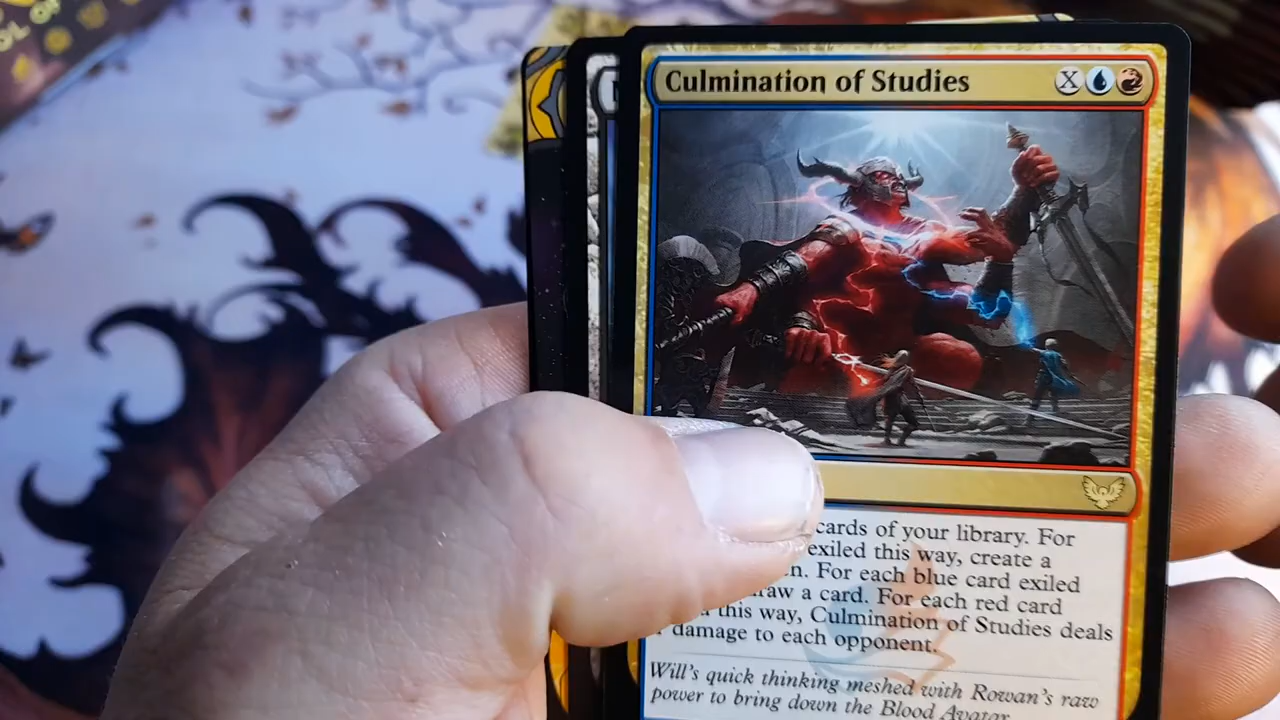 Culmination of Studies X
cards of your library. For
exiled this way, create a
For each blue card exiled
draw a card. For each red card
this way, Culmination of Studies deals
damage to each opponent.
Will's quick thinking meshed with Rowan's raw
power to bring down the Blood Avatar